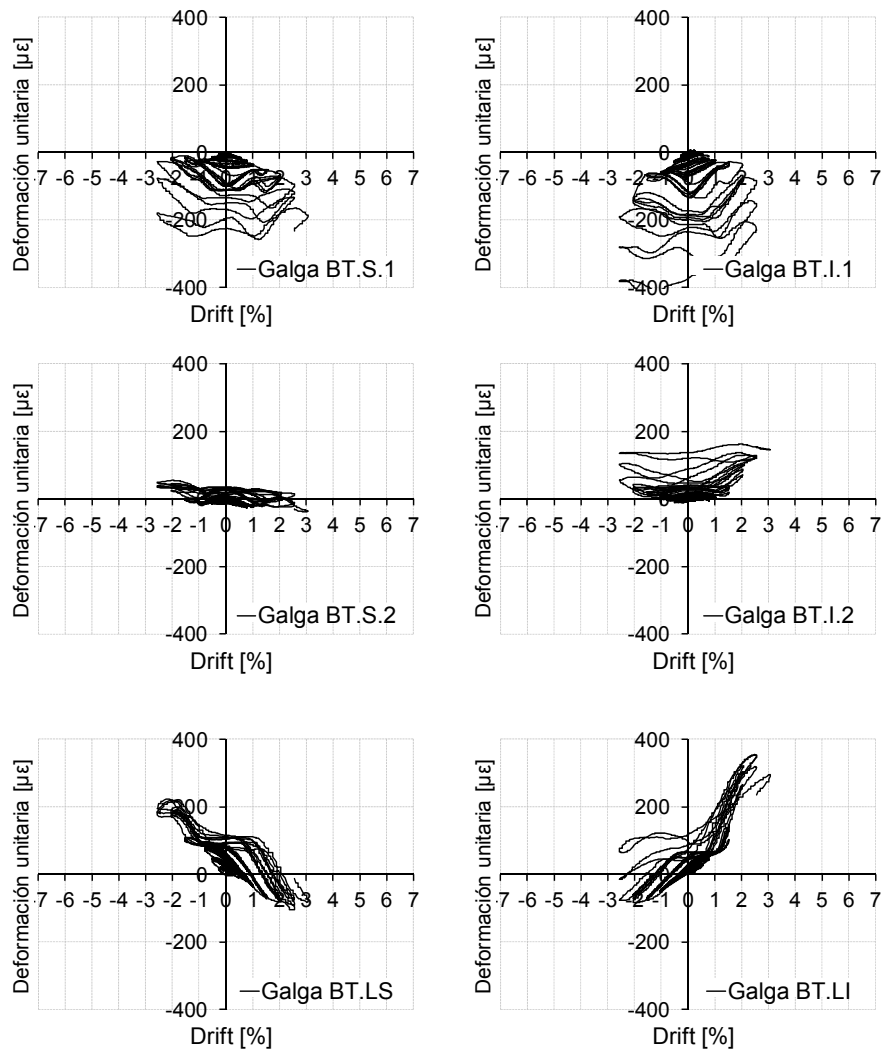 Deformación unitaria [µε]
400
200
0
-7 -6 -5 -4 -3 -2 -1 0 1 2 3 4 5 6 7
-200
—Galga BT.S.1
-400
Drift [%]
Deformación unitaria [µε]
400
200
0
-7 -6 -5 -4 -3 -2 -1 0 1 2 3 4 5 6 7
-200
—Galga BT.I.1
-400
Drift [%]
Deformación unitaria [µε]
400
200
0
-7 -6 -5 -4 -3 -2 -1 0 1 2 3 4 5 6 7
-200
—Galga BT.S.2
-400
Drift [%]
Deformación unitaria [µε]
400
200
0
-7 -6 -5 -4 -3 -2 -1 0 1 2 3 4 5 6 7
-200
—Galga BT.I.2
-400
Drift [%]
Deformación unitaria [µε]
400
200
0
-7 -6 -5 -4 -3 -2 -1 0 1 2 3 4 5 6 7
-200
—Galga BT.LS
-400
Drift [%]
Deformación unitaria [µε]
400
200
0
-7 -6 -5 -4 -3 -2 -1 0 1 2 3 4 5 6 7
-200
—Galga BT.LI
-400
Drift [%]